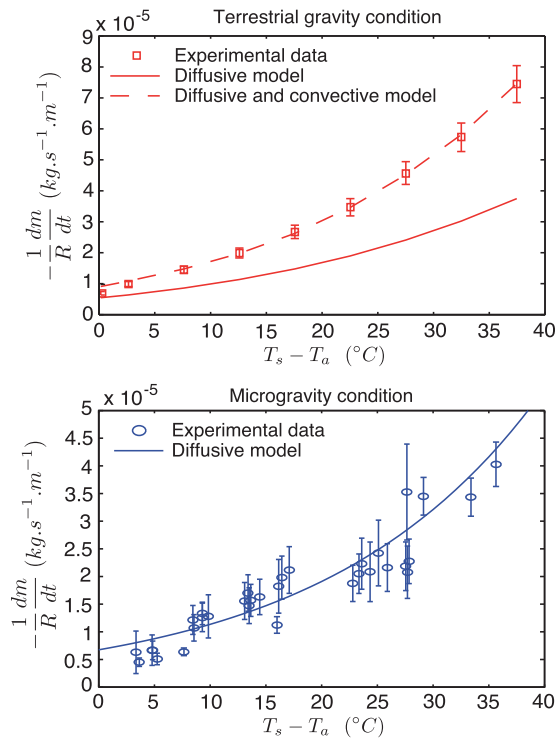 Terrestrial gravity condition
x 10^-5
Experimental data
Diffusive model
Diffusive and convective model
9
8
7
6
5
4
3
2
1
0
0 5 10 15 20 25 30 35 40
-1/R dm/dt (kg.s^-1.m^-1)
T_s − T_a (°C)
Microgravity condition
x 10^-5
Experimental data
Diffusive model
5
4.5
4
3.5
3
2.5
2
1.5
1
0.5
0
0 5 10 15 20 25 30 35 40
-1/R dm/dt (kg.s^-1.m^-1)
T_s − T_a (°C)